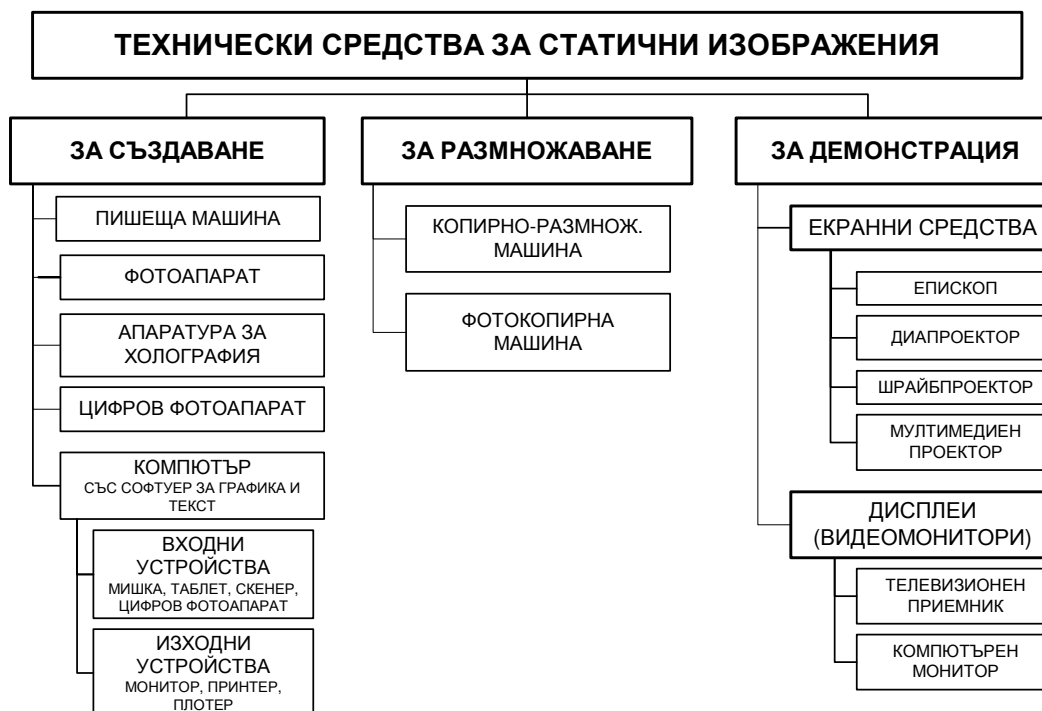 ТЕХНИЧЕСКИ СРЕДСТВА ЗА СТАТИЧНИ ИЗОБРАЖЕНИЯ
ЗА СЪЗДАВАНЕ
ПИШЕЩА МАШИНА
ФОТОАПАРАТ
АПАРАТУРА ЗА
ХОЛОГРАФИЯ
ЦИФРОВ ФОТОАПАРАТ
КОМПЮТЪР
СЪС СОФТУЕР ЗА ГРАФИКА И
ТЕКСТ
ВХОДНИ
УСТРОЙСТВА
МИШКА, ТАБЛЕТ, СКЕНЕР,
ЦИФРОВ ФОТОАПАРАТ
ИЗХОДНИ
УСТРОЙСТВА
МОНИТОР, ПРИНТЕР,
ПЛОТЕР
ЗА РАЗМНОЖАВАНЕ
КОПИРНО-РАЗМНОЖ.
МАШИНА
ФОТОКОПИРНА
МАШИНА
ЗА ДЕМОНСТРАЦИЯ
ЕКРАННИ СРЕДСТВА
ЕПИСКОП
ДИАПРОЕКТОР
ШРАЙБПРОЕКТОР
МУЛТИМЕДИЕН
ПРОЕКТОР
ДИСПЛЕИ
(ВИДЕОМОНИТОРИ)
ТЕЛЕВИЗИОНЕН
ПРИЕМНИК
КОМПЮТЪРЕН
МОНИТОР